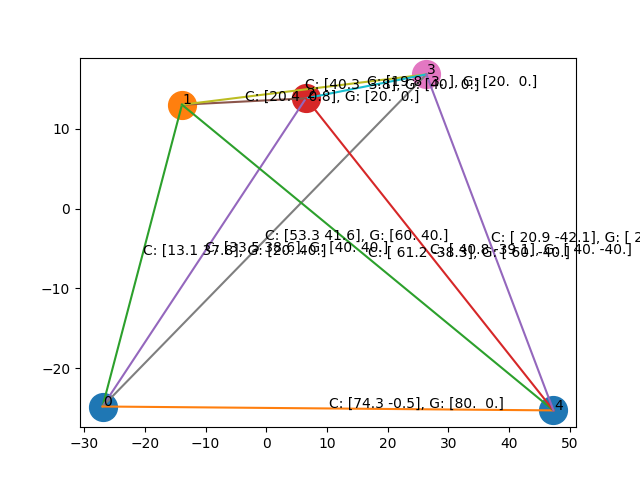 3
1
C: [40.3 3.8], G: [40. 0.]
C: [19.8 3. ], G: [20. 0.]
C: [20.4 0.8], G: [20. 0.]
10
0
−10
−20
C: [53.3 41.6], G: [60. 40.]
C: [ 20.9 -42.1], G: [ 2
C: [13.1 37.8], G: [20. 40.]
C: [33.5 38.6], G: [40. 40.]
C: [ 61.2 -38.3], G: [ 60. -40.]
C: [ 40.8 -39.1], G: [ 40. -40.]
0
C: [74.3 -0.5], G: [80. 0.]
4
−30 −20 −10 0 10 20 30 40 50